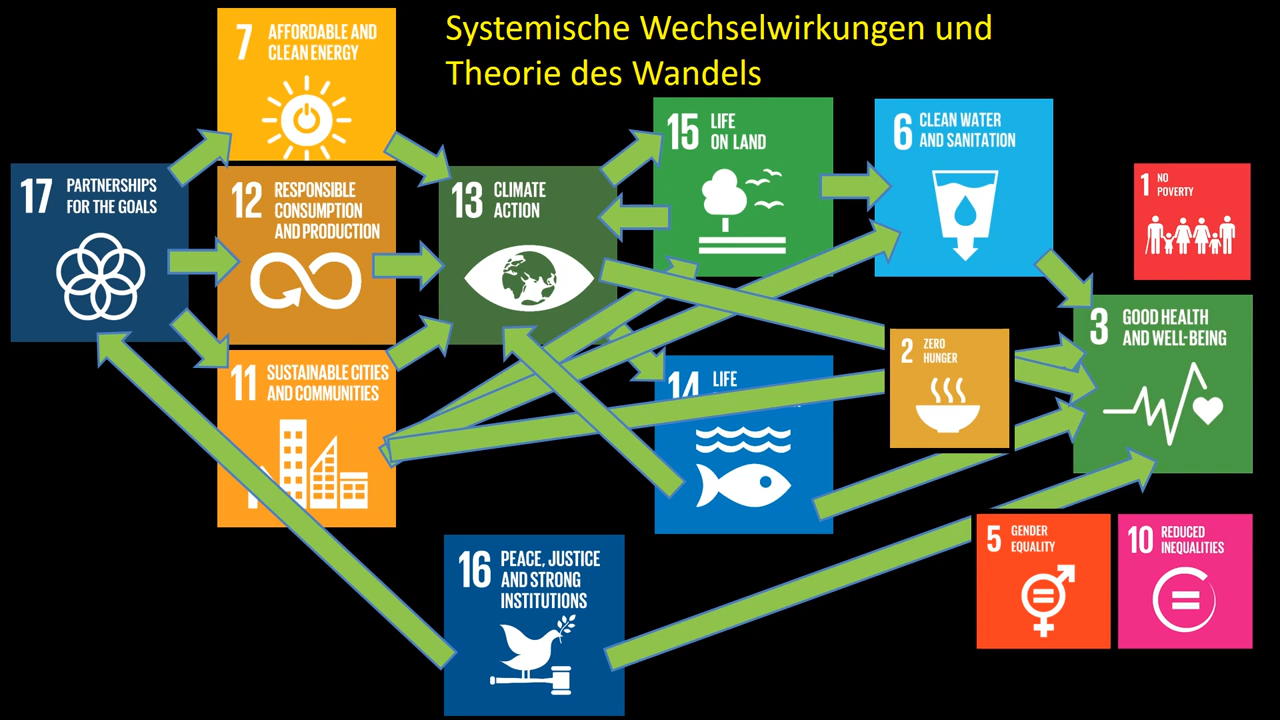 Systemische Wechselwirkungen und
Theorie des Wandels
7 AFFORDABLE AND
CLEAN ENERGY
17 PARTNERSHIPS
FOR THE GOALS
12 RESPONSIBLE
CONSUMPTION
AND PRODUCTION
11 SUSTAINABLE CITIES
AND COMMUNITIES
13 CLIMATE
ACTION
15 LIFE
ON LAND
14 LIFE
6 CLEAN WATER
AND SANITATION
1 NO
POVERTY
2 ZERO
HUNGER
3 GOOD HEALTH
AND WELL-BEING
16 PEACE, JUSTICE
AND STRONG
INSTITUTIONS
5 GENDER
EQUALITY
10 REDUCED
INEQUALITIES